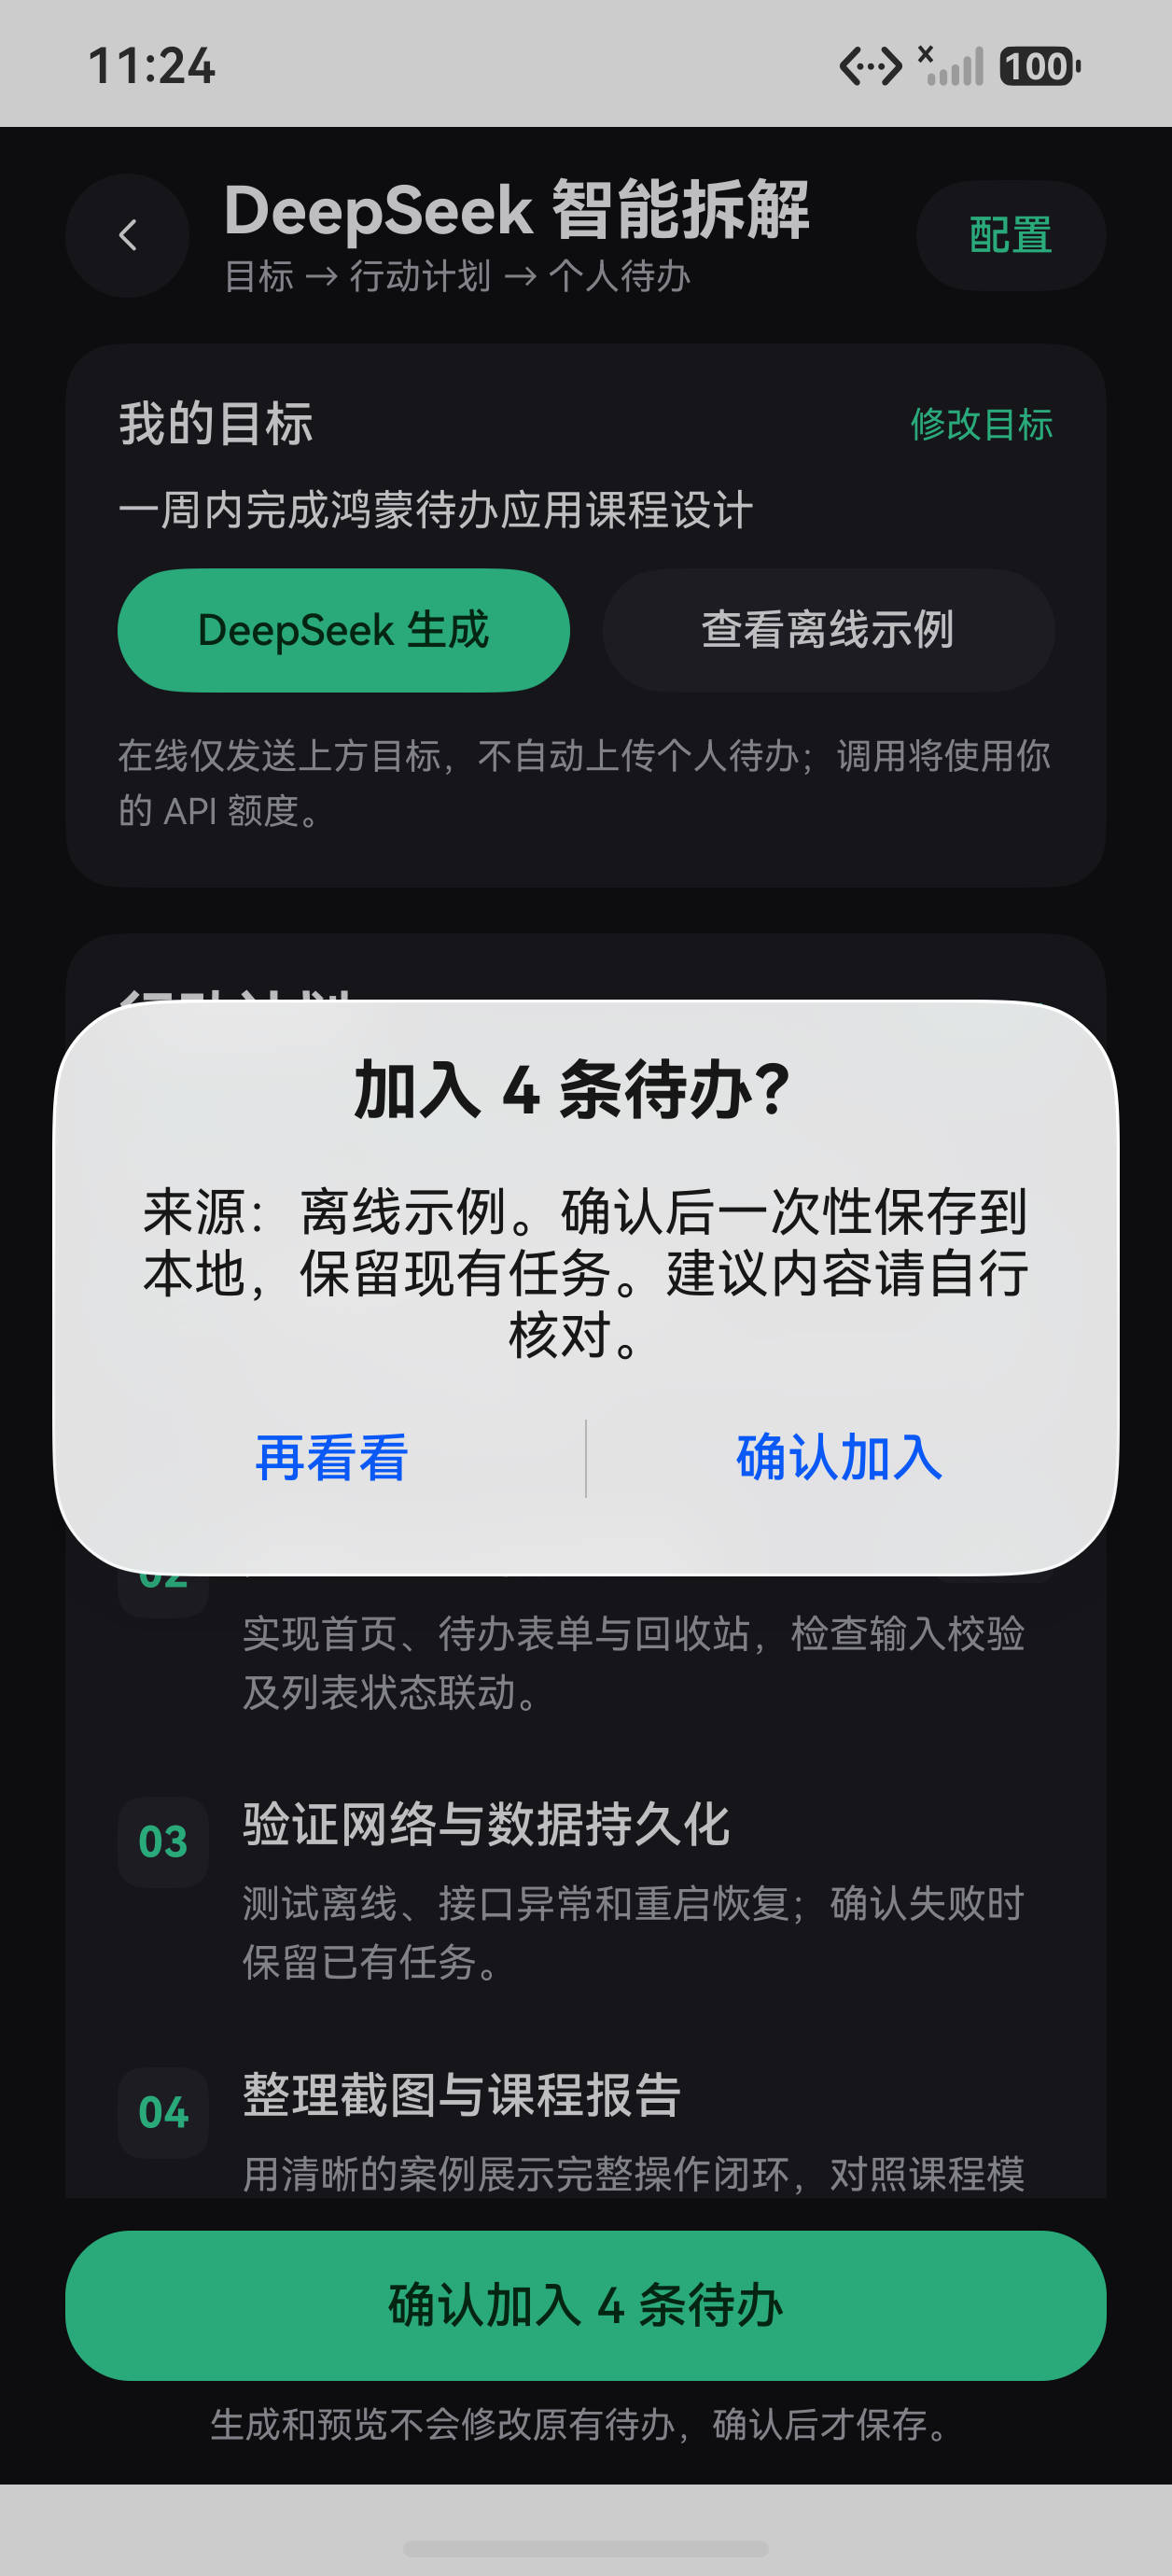 11:24
100
DeepSeek 智能拆解
目标 → 行动计划 → 个人待办
配置
我的目标
修改目标
一周内完成鸿蒙待办应用课程设计
DeepSeek 生成
查看离线示例
在线仅发送上方目标，不自动上传个人待办；调用将使用你
的 API 额度。
行动计划
加入 4 条待办？
来源：离线示例。确认后一次性保存到
本地，保留现有任务。建议内容请自行
核对。
再看看
确认加入
02
实现首页、待办表单与回收站，检查输入校验
及列表状态联动。
03
验证网络与数据持久化
测试离线、接口异常和重启恢复；确认失败时
保留已有任务。
04
整理截图与课程报告
用清晰的案例展示完整操作闭环，对照课程模
确认加入 4 条待办
生成和预览不会修改原有待办，确认后才保存。